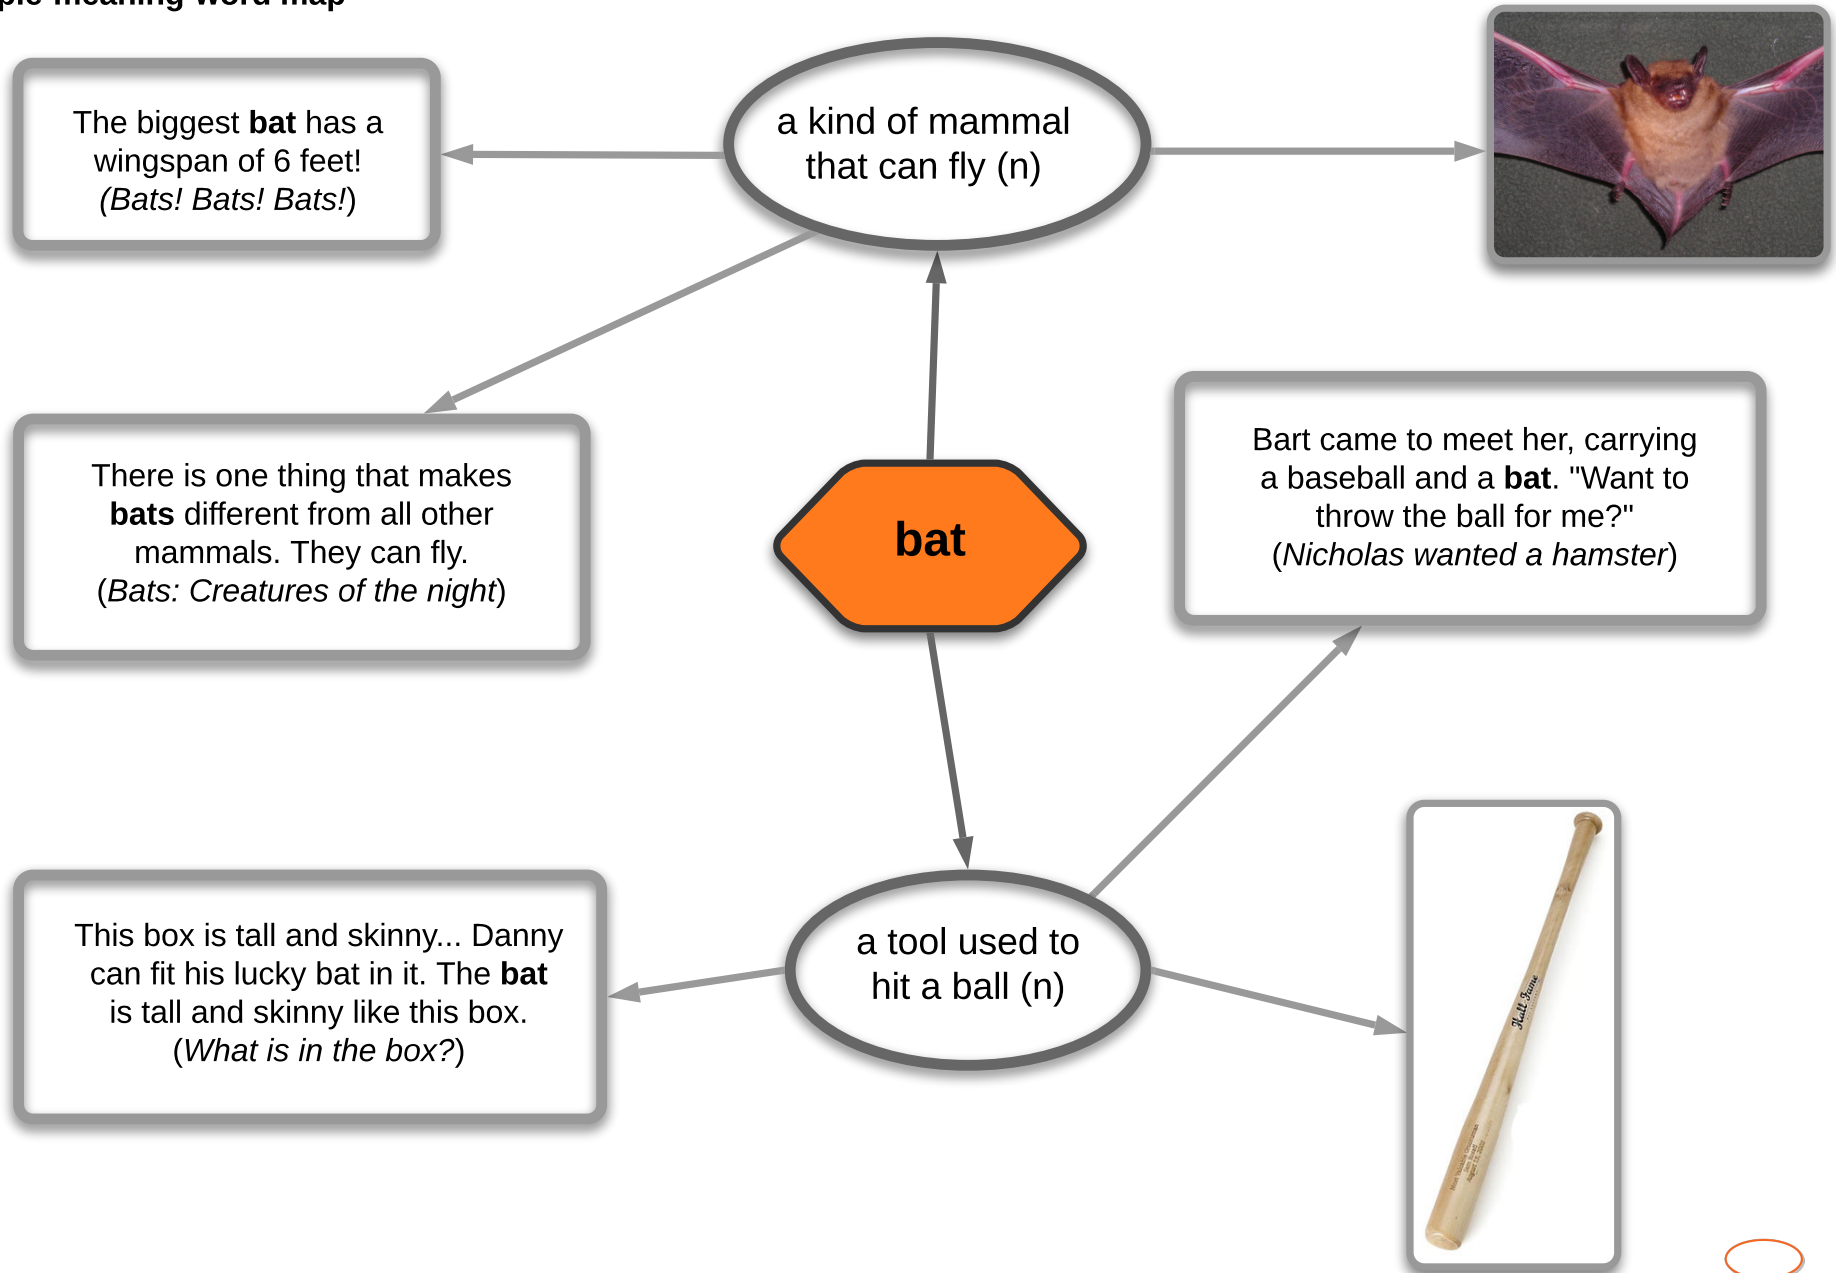 meaning word map
a kind of mammal
that can fly (n)
The biggest bat has a
wingspan of 6 feet!
(Bats! Bats! Bats!)
There is one thing that makes
bats different from all other
mammals. They can fly.
(Bats: Creatures of the night)
bat
Bart came to meet her, carrying
a baseball and a bat. "Want to
throw the ball for me?"
(Nicholas wanted a hamster)
This box is tall and skinny... Danny
can fit his lucky bat in it. The bat
is tall and skinny like this box.
(What is in the box?)
a tool used to
hit a ball (n)
Hall Fame